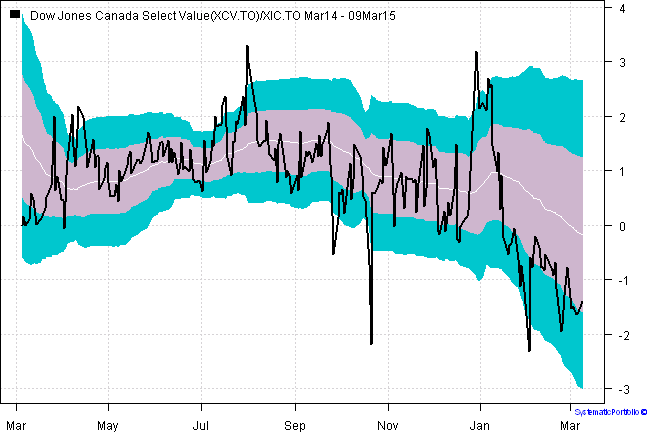 Dow Jones Canada Select Value(XCV.TO)/XIC.TO Mar14 - 09Mar15
4
3
2
1
0
-1
-2
-3
SystematicPortfolio ©
Mar May Jul Sep Nov Jan Mar